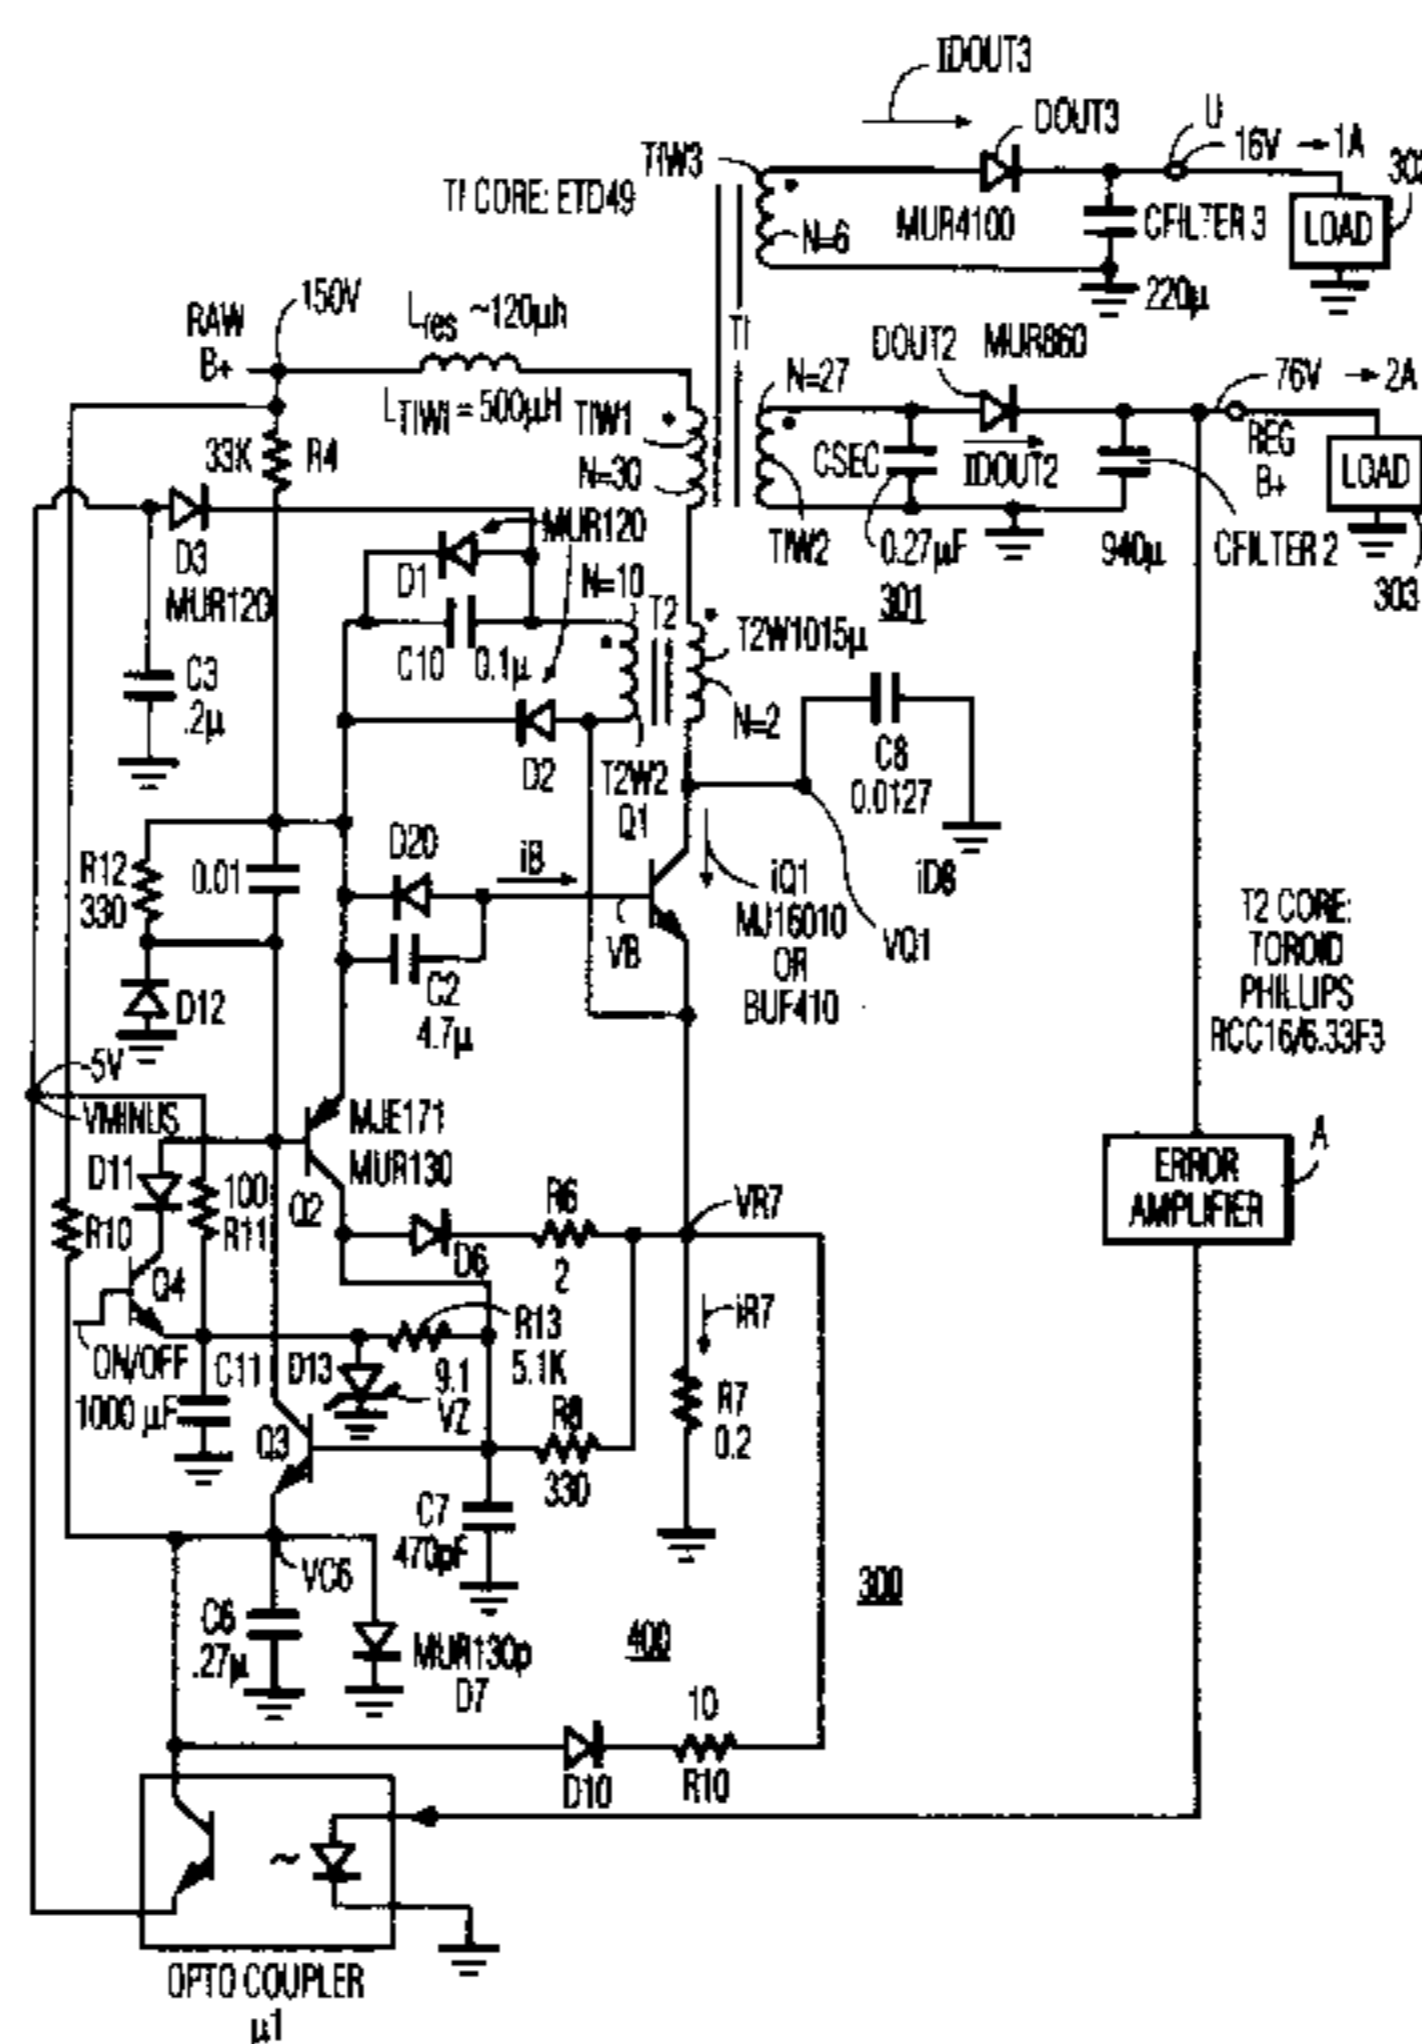 IDOUT3
DOUT3
U
16V → 1A
302
T1W3
T1 CORE: ETD49
N=6
MUR4100
CFILTER 3
LOAD
220µ
150V
RAW
B+
Lres ~120µh
T1
DOUT2
MUR860
N=27
76V → 2A
LT1W1 = 500µH
T1W1
33K
R4
N=30
CSEC
IDOUT2
REG
B+
LOAD
MUR120
D3
MUR120
D1
N=10
T1W2
0.27µF
301
940µ
CFILTER 2
303
C10
0.1µ
T2
T2W1015µ
C3
.2µ
N=2
D2
T2W2
C8
0.0127
Q1
R12
330
0.01
D20
iB
iQ1
iD8
MJ16010
OR
BUF410
VQ1
VB
T2 CORE:
TOROID
PHILLIPS
RCC16/6.33F3
D12
C2
4.7µ
-5V
VMINUS
MJE171
MUR130
A
ERROR
AMPLIFIER
D11
100
R11
Q2
R6
VR7
R10
D6
2
Q4
iR7
ON/OFF
C11
D13
R13
5.1K
9.1
VZ
1000 µF
R7
0.2
Q3
R8
330
C7
470pF
VC6
300
C6
.27µ
MUR130p
D7
400
10
D10
R10
~
OPTO COUPLER
µ1